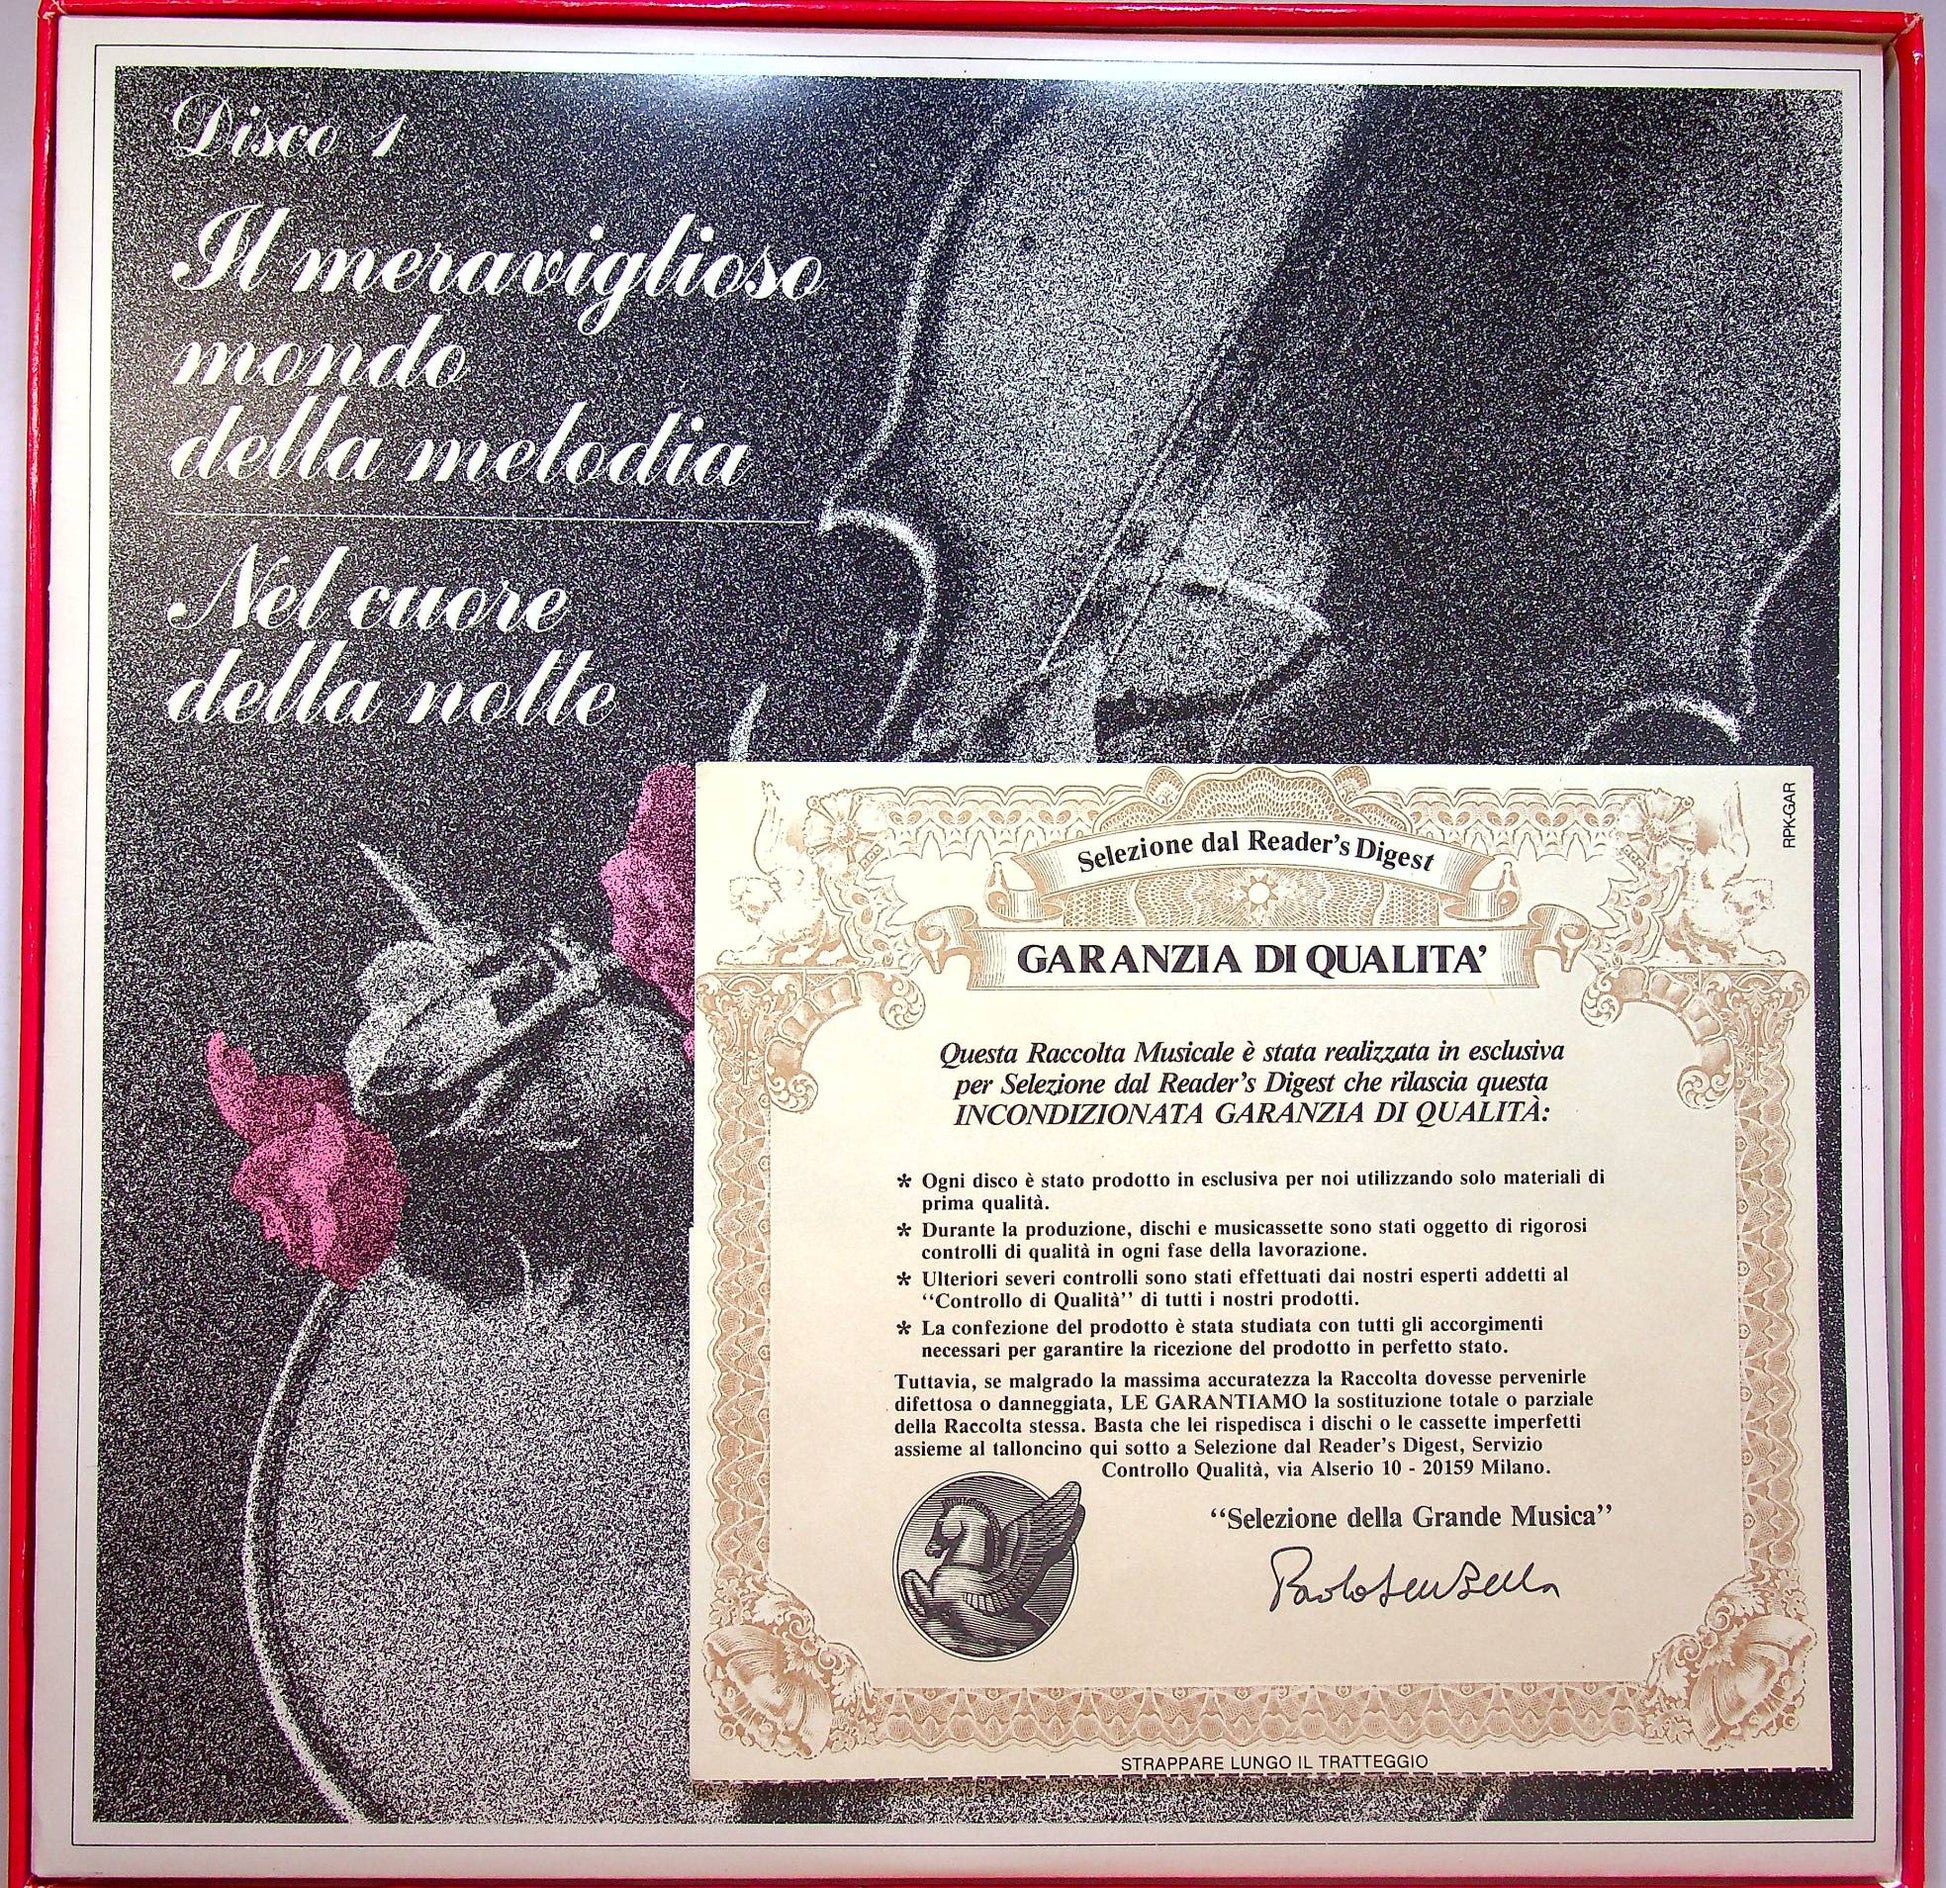 Disco 1
Il meraviglioso
mondo
della melodia
Nel cuore
della notte
RPK-GAR
Selezione dal Reader's Digest
GARANZIA DI QUALITA'
Questa Raccolta Musicale è stata realizzata in esclusiva
per Selezione dal Reader's Digest che rilascia questa
INCONDIZIONATA GARANZIA DI QUALITÀ:
* Ogni disco è stato prodotto in esclusiva per noi utilizzando solo materiali di
prima qualità.
* Durante la produzione, dischi e musicassette sono stati oggetto di rigorosi
controlli di qualità in ogni fase della lavorazione.
* Ulteriori severi controlli sono stati effettuati dai nostri esperti addetti al
“Controllo di Qualità” di tutti i nostri prodotti.
* La confezione del prodotto è stata studiata con tutti gli accorgimenti
necessari per garantire la ricezione del prodotto in perfetto stato.
Tuttavia, se malgrado la massima accuratezza la Raccolta dovesse pervenirle
difettosa o danneggiata, LE GARANTIAMO la sostituzione totale o parziale
della Raccolta stessa. Basta che lei rispedisca i dischi o le cassette imperfetti
assieme al talloncino qui sotto a Selezione dal Reader's Digest, Servizio
Controllo Qualità, via Alserio 10 - 20159 Milano.
“Selezione della Grande Musica”
STRAPPARE LUNGO IL TRATTEGGIO